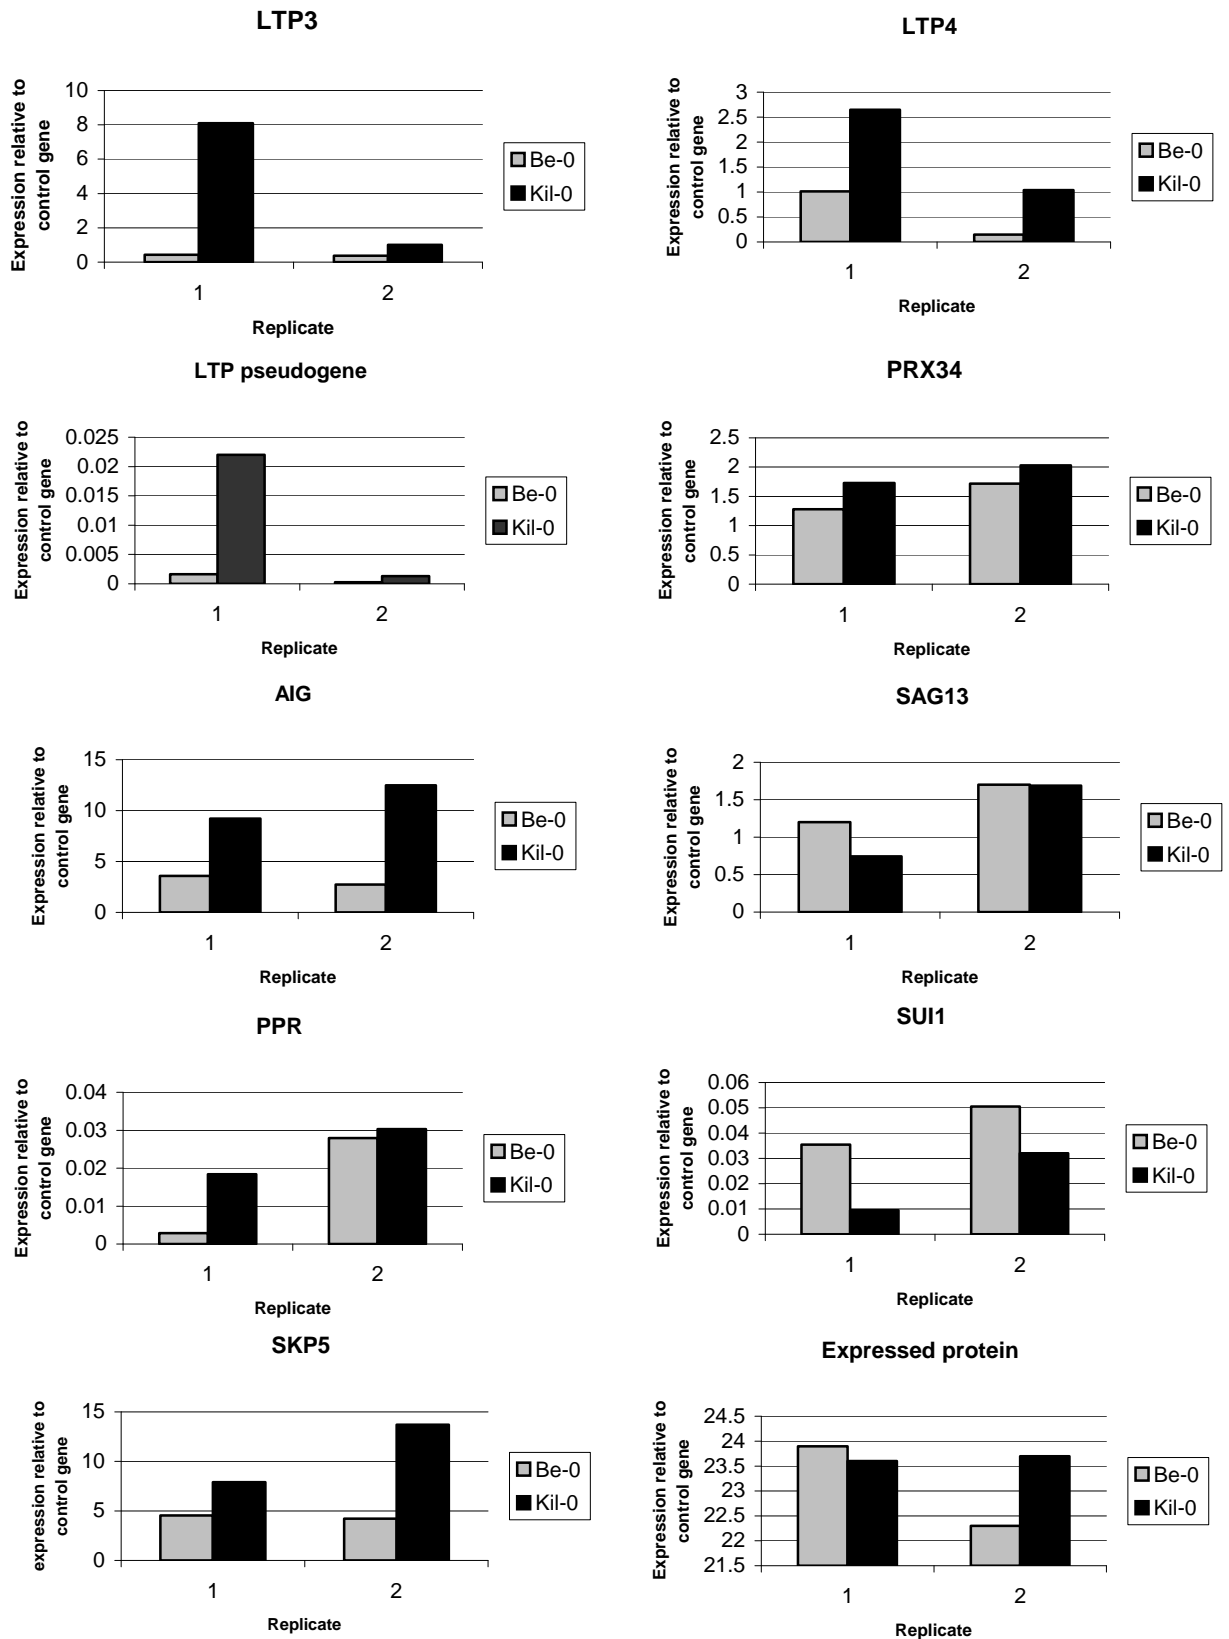 LTP3
Expression relative to
control gene
10
8
6
4
2
0
1 2
Replicate
Be-0
Kil-0
LTP4
Expression relative to
control gene
3
2.5
2
1.5
1
0.5
0
1 2
Replicate
Be-0
Kil-0
LTP pseudogene
Expression relative to
control gene
0.025
0.02
0.015
0.01
0.005
0
1 2
Replicate
Be-0
Kil-0
PRX34
Expression relative to
control gene
2.5
2
1.5
1
0.5
0
1 2
Replicate
Be-0
Kil-0
AIG
Expression relative to
control gene
15
10
5
0
1 2
Replicate
Be-0
Kil-0
SAG13
Expression relative to
control gene
2
1.5
1
0.5
0
1 2
Replicate
Be-0
Kil-0
PPR
Expression relative to
control gene
0.04
0.03
0.02
0.01
0
1 2
Replicate
Be-0
Kil-0
SUI1
Expression relative to
control gene
0.06
0.05
0.04
0.03
0.02
0.01
0
1 2
Replicate
Be-0
Kil-0
SKP5
expression relative to
control gene
15
10
5
0
1 2
Replicate
Be-0
Kil-0
Expressed protein
Expression relative to
control gene
24.5
24
23.5
23
22.5
22
21.5
1 2
Replicate
Be-0
Kil-0